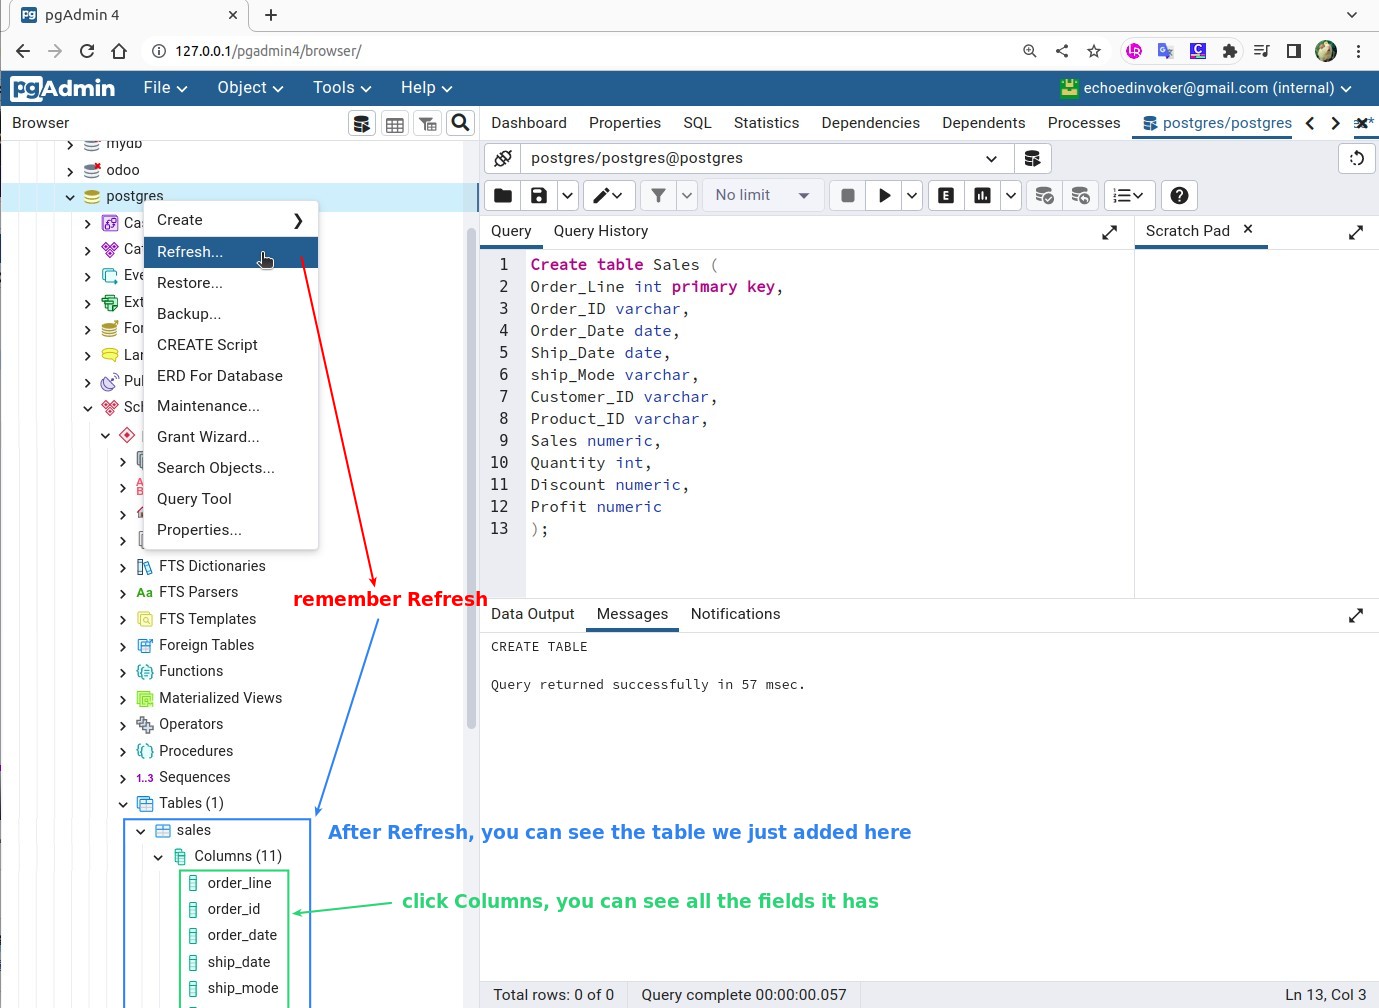 pgAdmin 4
127.0.0.1/pgadmin4/browser/
pgAdmin
File
Object
Tools
Help
echoedinvoker@gmail.com (internal)
Browser
Dashboard
Properties
SQL
Statistics
Dependencies
Dependents
Processes
postgres/postgres
mydb
odoo
postgres
Create
Refresh...
Restore...
Backup...
CREATE Script
ERD For Database
Maintenance...
Grant Wizard...
Search Objects...
Query Tool
Properties...
Ca
Cat
Eve
Ext
For
Lan
Pul
Sch
FTS Dictionaries
Aa FTS Parsers
FTS Templates
Foreign Tables
Functions
Materialized Views
Operators
Procedures
1..3 Sequences
Tables (1)
sales
Columns (11)
order_line
order_id
order_date
ship_date
ship_mode
remember Refresh
After Refresh, you can see the table we just added here
click Columns, you can see all the fields it has
postgres/postgres@postgres
No limit
E
Query
Query History
Scratch Pad
1 Create table Sales (
2 Order_Line int primary key,
3 Order_ID varchar,
4 Order_Date date,
5 Ship_Date date,
6 ship_Mode varchar,
7 Customer_ID varchar,
8 Product_ID varchar,
9 Sales numeric,
10 Quantity int,
11 Discount numeric,
12 Profit numeric
13 );
Data Output
Messages
Notifications
CREATE TABLE
Query returned successfully in 57 msec.
Total rows: 0 of 0
Query complete 00:00:00.057
Ln 13, Col 3